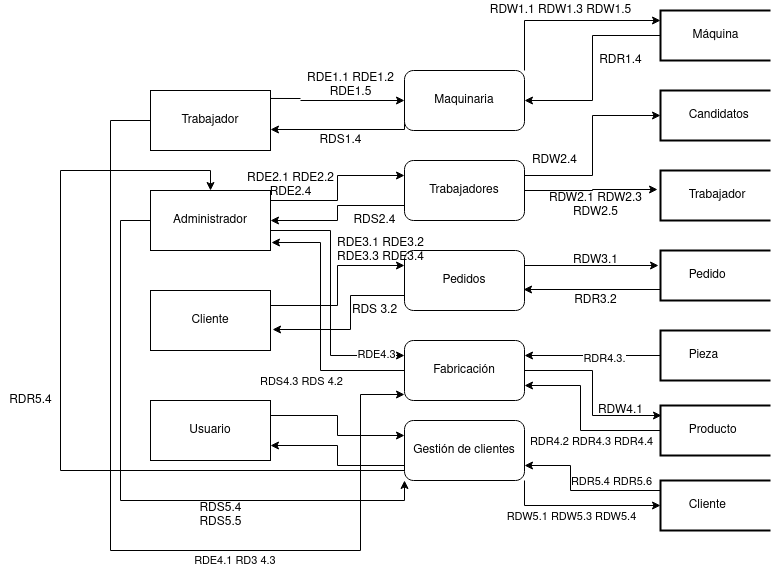 RDW1.1 RDW1.3 RDW1.5
Máquina
RDR1.4
RDE1.1 RDE1.2
RDE1.5
Maquinaria
Trabajador
RDS1.4
Candidatos
RDW2.4
RDE2.1 RDE2.2
RDE2.4
Trabajadores
RDW2.1 RDW2.3
RDW2.5
Trabajador
Administrador
RDS2.4
RDE3.1 RDE3.2
RDE3.3 RDE3.4
RDW3.1
Pedidos
Pedido
RDR3.2
Cliente
RDS 3.2
RDE4.3
RDR4.3.
Pieza
Fabricación
RDS4.3 RDS 4.2
RDR5.4
RDW4.1
Usuario
Producto
RDR4.2 RDR4.3 RDR4.4
Gestión de clientes
RDR5.4 RDR5.6
Cliente
RDS5.4
RDS5.5
RDW5.1 RDW5.3 RDW5.4
RDE4.1 RD3 4.3